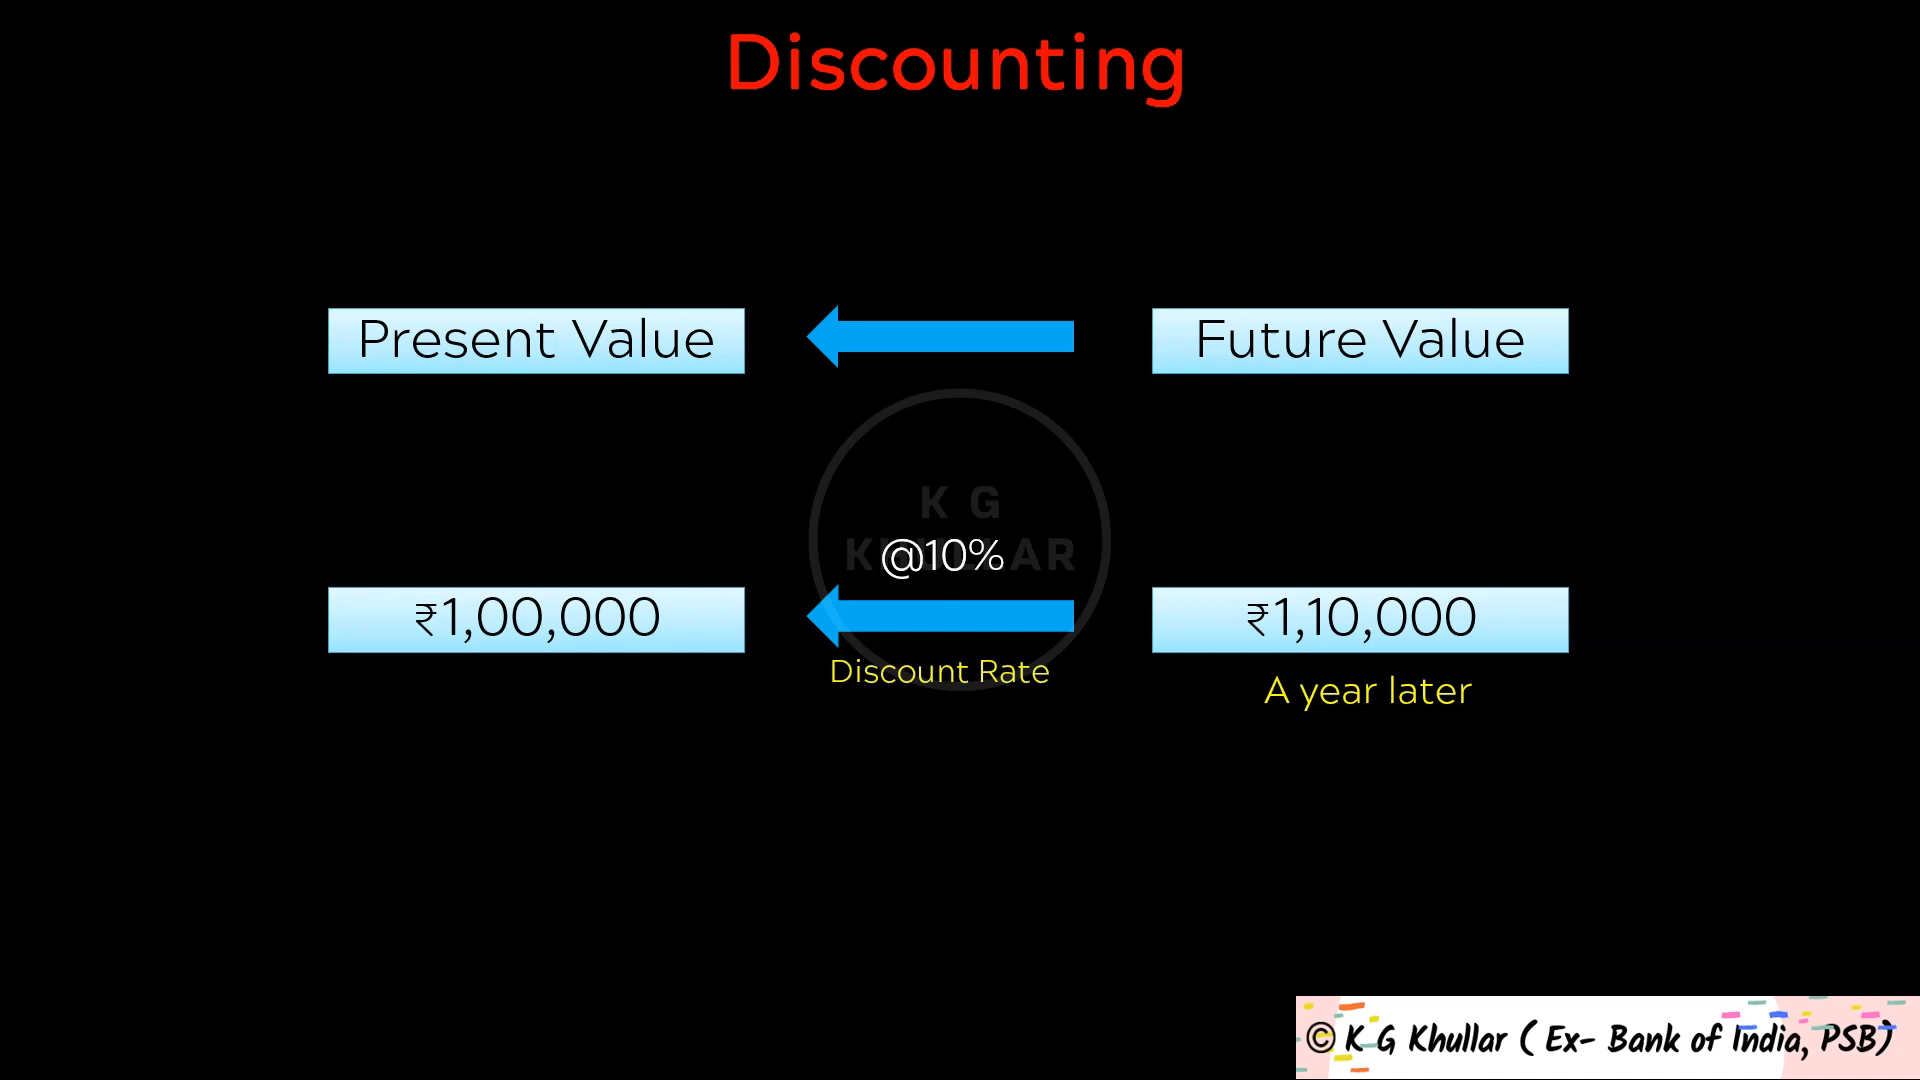 Discounting
Present Value
Future Value
K G
KHULLAR
@10%
₹1,00,000
₹1,10,000
Discount Rate
A year later
© K G Khullar ( Ex- Bank of India, PSB)